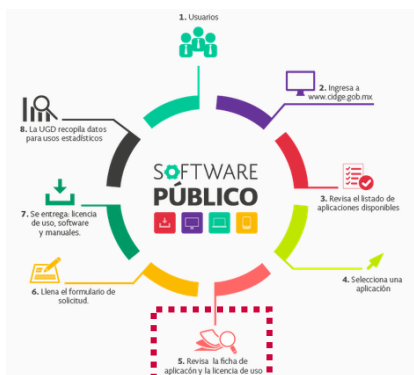 1. Usuarios
2. Ingresa a
www.cidge.gob.mx
3. Revisa el listado de
aplicaciones disponibles
4. Selecciona una
aplicación
5. Revisa la ficha de
aplicacón y la licencia de uso
6. Llena el formulario de
solicitud.
7. Se entrega: licencia
de uso, software
y manuales.
8. La UGD recopila datos
para usos estadísticos
SOFTWARE
PÚBLICO